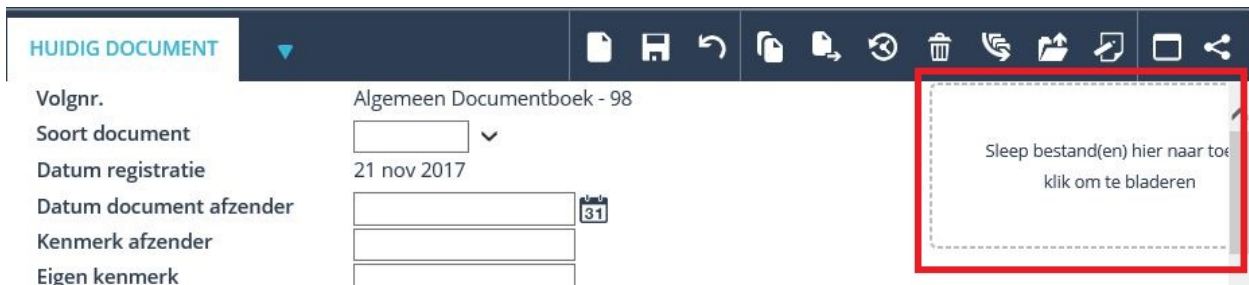 HUIDIG DOCUMENT
Volgnr. Algemeen Documentboek - 98
Soort document
Datum registratie 21 nov 2017
Datum document afzender 31
Kenmerk afzender
Eigen kenmerk
Sleep bestand(en) hier naar toe
klik om te bladeren